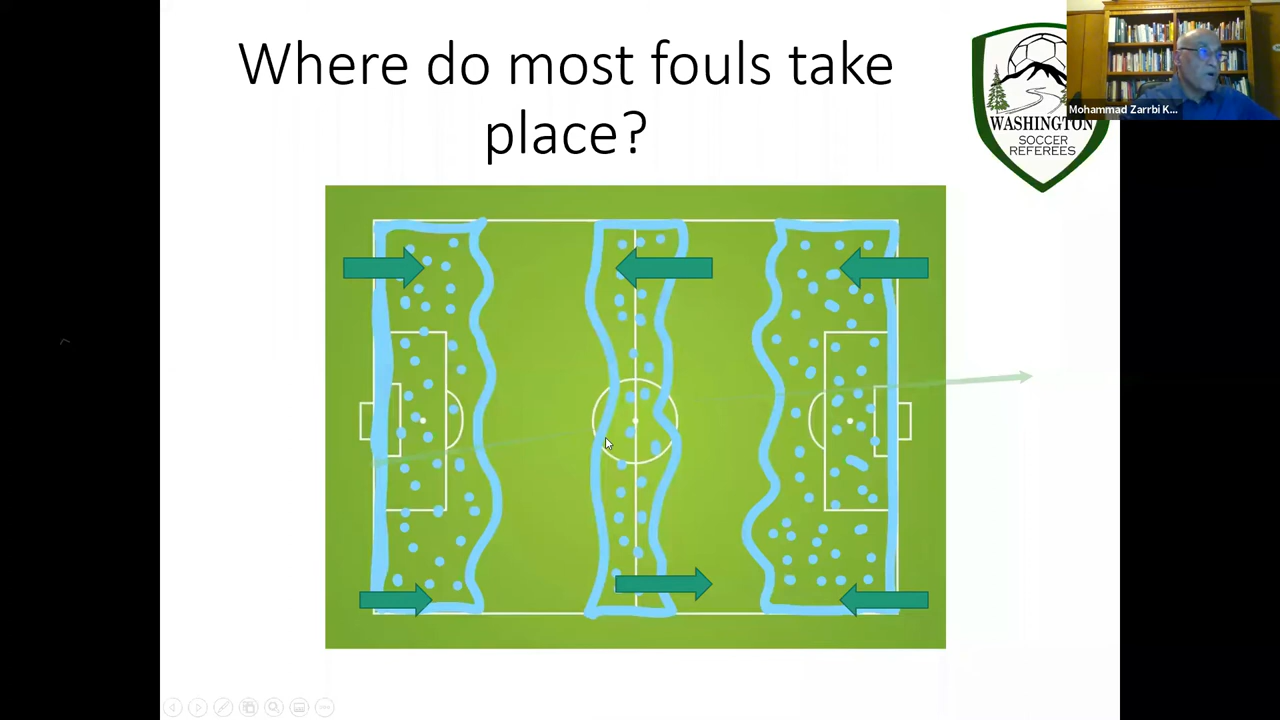 Where do most fouls take
place?
WASHINGTON
SOCCER
REFEREES
Mohammad Zarrbi K...